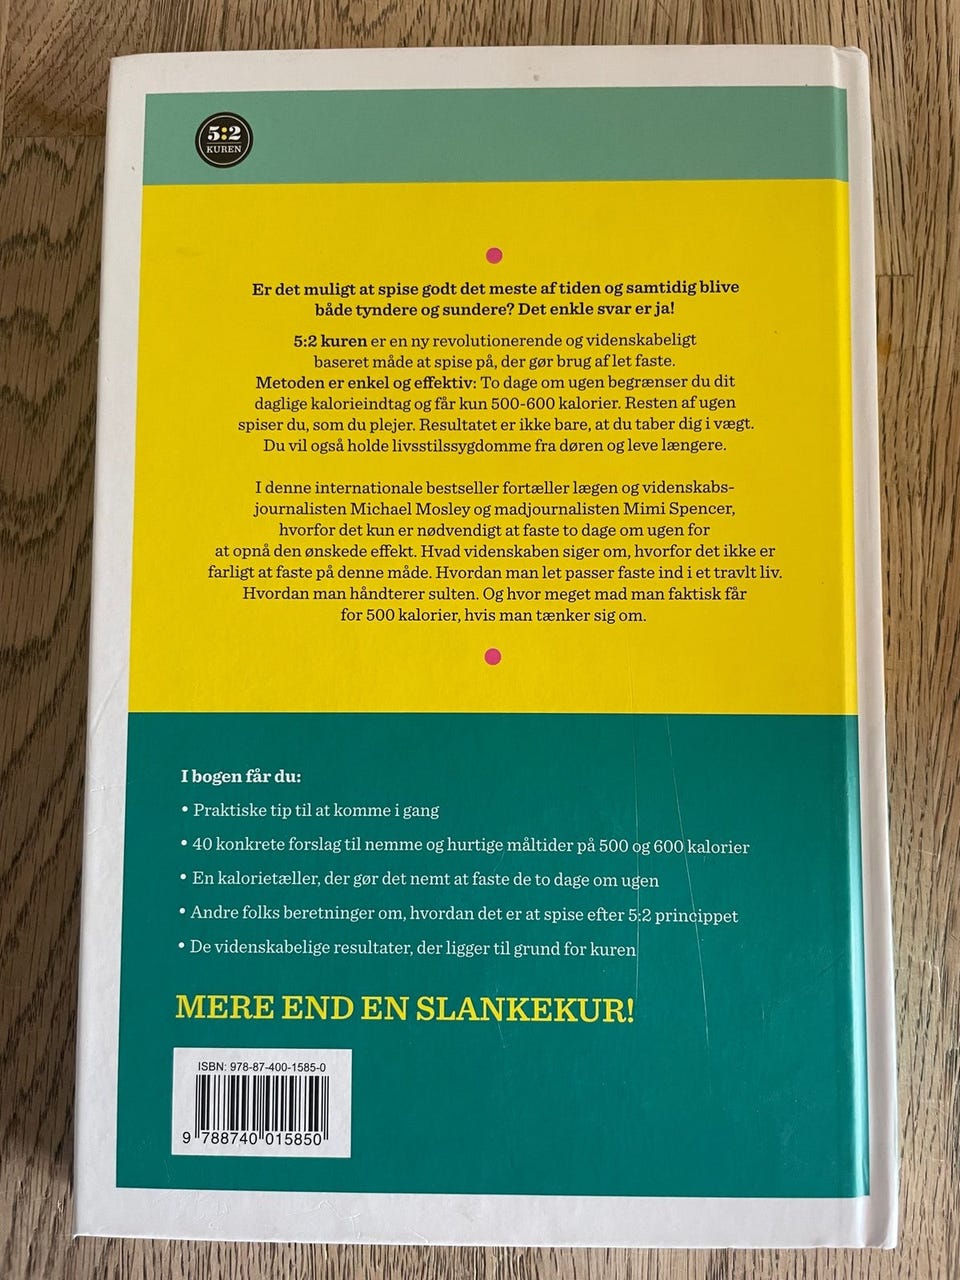 5:2
KUREN
Er det muligt at spise godt det meste af tiden og samtidig blive
både tyndere og sundere? Det enkle svar er ja!
5:2 kuren er en ny revolutionerende og videnskabeligt
baseret måde at spise på, der gør brug af let faste.
Metoden er enkel og effektiv: To dage om ugen begrænser du dit
daglige kalorieindtag og får kun 500-600 kalorier. Resten af ugen
spiser du, som du plejer. Resultatet er ikke bare, at du taber dig i vægt.
Du vil også holde livsstilssygdomme fra døren og leve længere.
I denne internationale bestseller fortæller lægen og videnskabs-
journalisten Michael Mosley og madjournalisten Mimi Spencer,
hvorfor det kun er nødvendigt at faste to dage om ugen for
at opnå den ønskede effekt. Hvad videnskaben siger om, hvorfor det ikke er
farligt at faste på denne måde. Hvordan man let passer faste ind i et travlt liv.
Hvordan man håndterer sulten. Og hvor meget mad man faktisk får
for 500 kalorier, hvis man tænker sig om.
I bogen får du:
• Praktiske tip til at komme i gang
• 40 konkrete forslag til nemme og hurtige måltider på 500 og 600 kalorier
• En kalorietæller, der gør det nemt at faste de to dage om ugen
• Andre folks beretninger om, hvordan det er at spise efter 5:2 princippet
• De videnskabelige resultater, der ligger til grund for kuren
MERE END EN SLANKEKUR!
ISBN: 978-87-400-1585-0
9 788740 015850